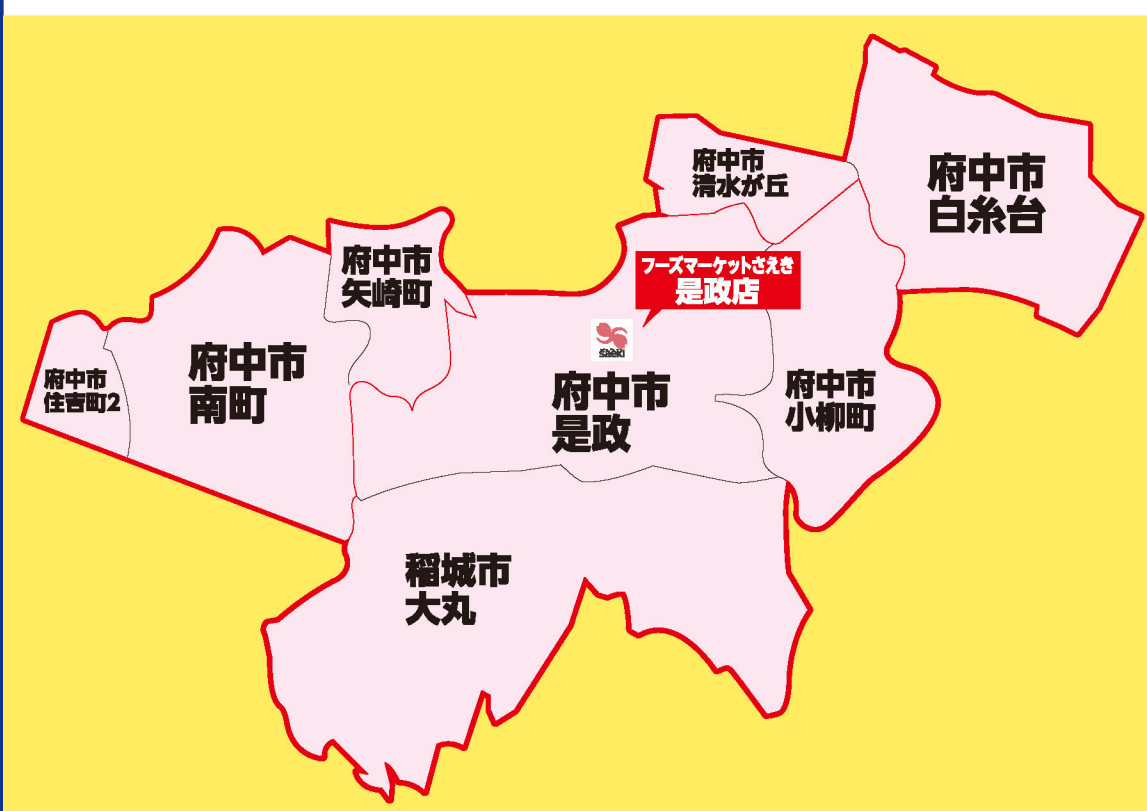 府中市
清水が丘
府中市
白糸台
府中市
矢崎町
フーズマーケットさえき
是政店
saeki
府中市
住吉町2
府中市
南町
府中市
是政
府中市
小柳町
稲城市
大丸